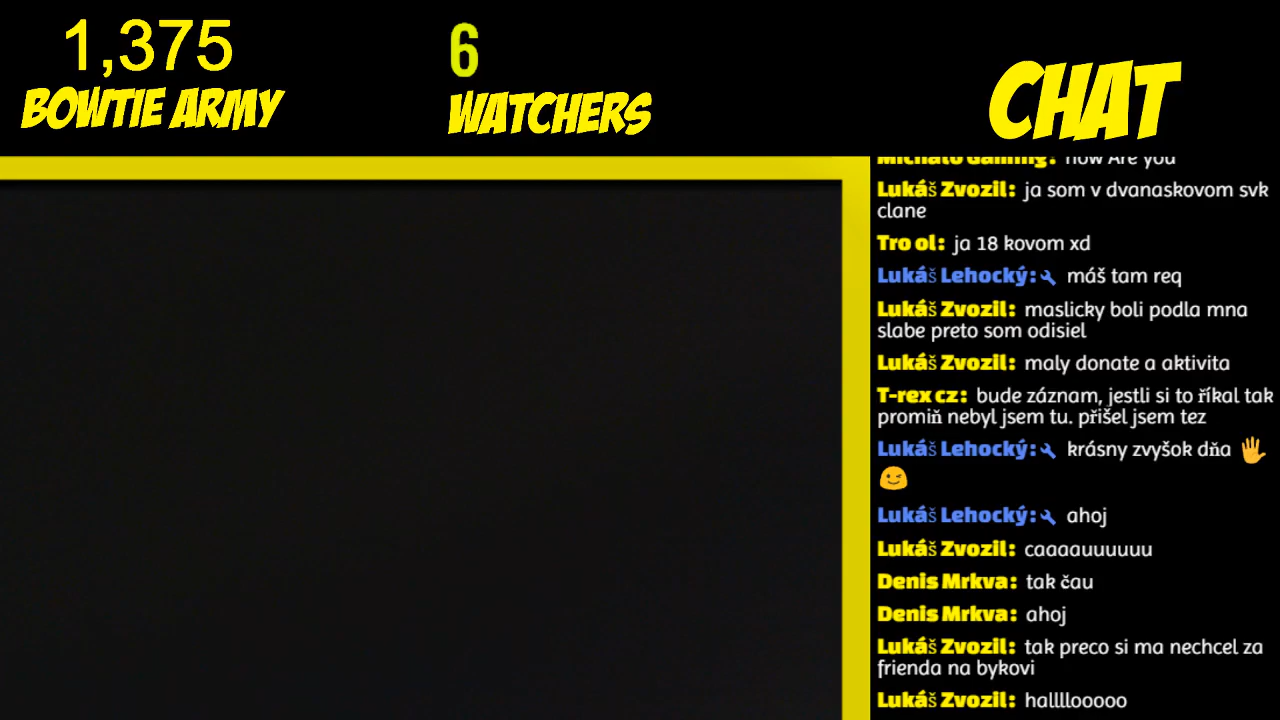 1,375
BOWTIE ARMY
6
WATCHERS
CHAT
Michato Gaming: how Are you
Lukáš Zvozil: ja som v dvanaskovom svk
clane
Tro ol: ja 18 kovom xd
Lukáš Lehocký: máš tam req
Lukáš Zvozil: maslicky boli podla mna
slabe preto som odisiel
Lukáš Zvozil: maly donate a aktivita
T-rex cz: bude záznam, jestli si to říkal tak
promiň nebyl jsem tu. přišel jsem tez
Lukáš Lehocký: krásny zvyšok dňa 🖐
😉
Lukáš Lehocký: ahoj
Lukáš Zvozil: caaaauuuuuu
Denis Mrkva: tak čau
Denis Mrkva: ahoj
Lukáš Zvozil: tak preco si ma nechcel za
frienda na bykovi
Lukáš Zvozil: halllooooo